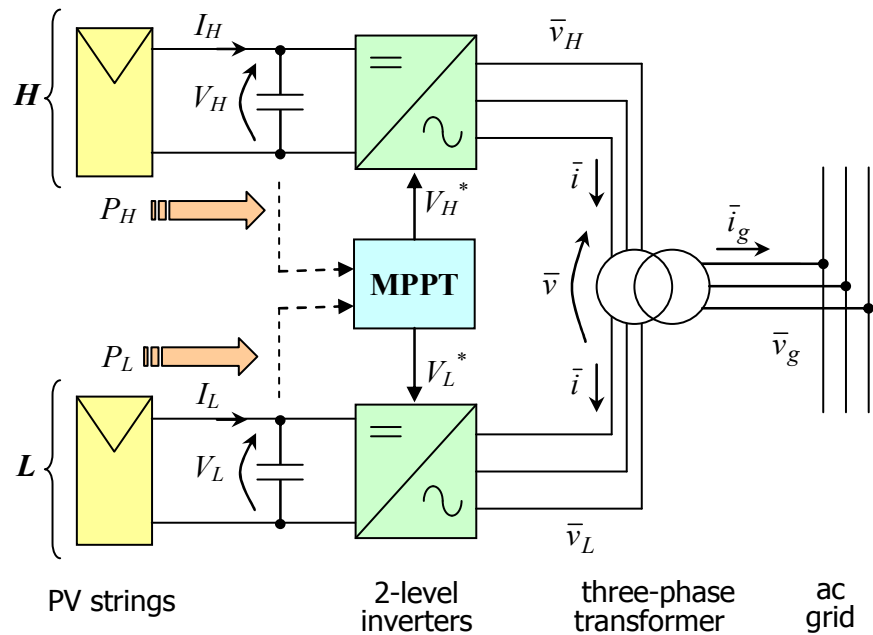 I_H
v̄_H
H
V_H
P_H
V_H*
ī
ī_g
MPPT
v̄
P_L
V_L*
v̄_g
I_L
ī
L
V_L
v̄_L
PV strings
2-level
inverters
three-phase
transformer
ac
grid